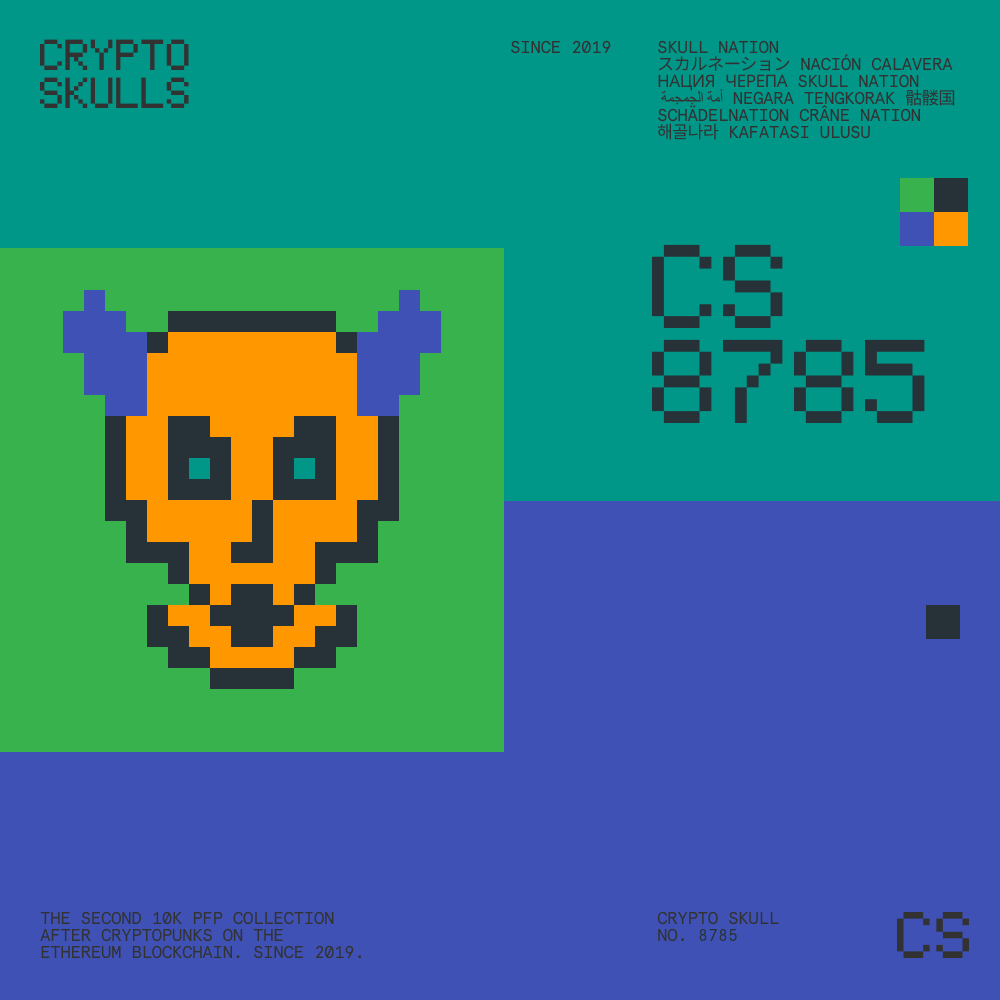 CRYPTO
SKULLS
SINCE 2019
SKULL NATION
スカルネーション NACIÓN CALAVERA
НАЦИЯ ЧЕРЕПА SKULL NATION
أمة الجمجمة NEGARA TENGKORAK 骷髅国
SCHÄDELNATION CRÂNE NATION
해골나라 KAFATASI ULUSU
CS
8785
THE SECOND 10K PFP COLLECTION
AFTER CRYPTOPUNKS ON THE
ETHEREUM BLOCKCHAIN. SINCE 2019.
CRYPTO SKULL
NO. 8785
CS